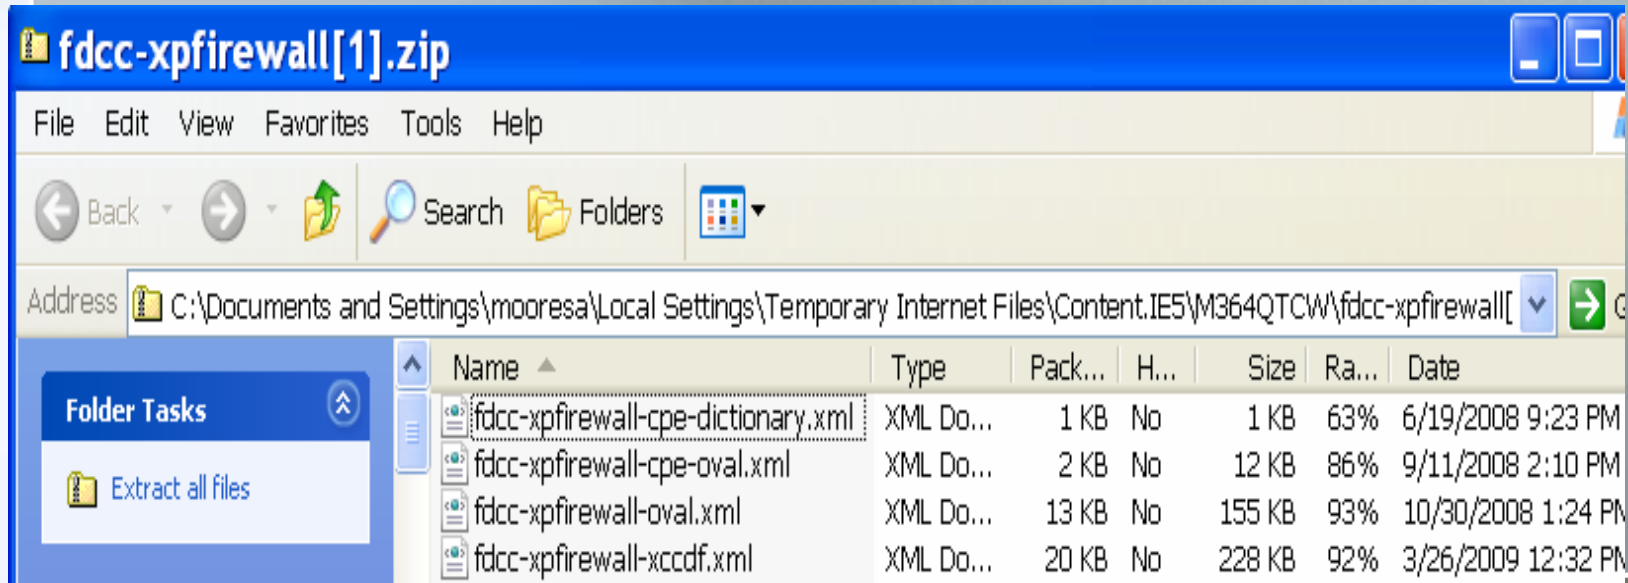 fdcc-xpfirewall[1].zip
File Edit View Favorites Tools Help
Back Search Folders
Address C:\Documents and Settings\mooresa\Local Settings\Temporary Internet Files\Content.IE5\M364QTCW\fdcc-xpfirewall[ G
Folder Tasks
Extract all files
Name Type Pack... H... Size Ra... Date
fdcc-xpfirewall-cpe-dictionary.xml XML Do... 1 KB No 1 KB 63% 6/19/2008 9:23 PM
fdcc-xpfirewall-cpe-oval.xml XML Do... 2 KB No 12 KB 86% 9/11/2008 2:10 PM
fdcc-xpfirewall-oval.xml XML Do... 13 KB No 155 KB 93% 10/30/2008 1:24 PM
fdcc-xpfirewall-xccdf.xml XML Do... 20 KB No 228 KB 92% 3/26/2009 12:32 PM